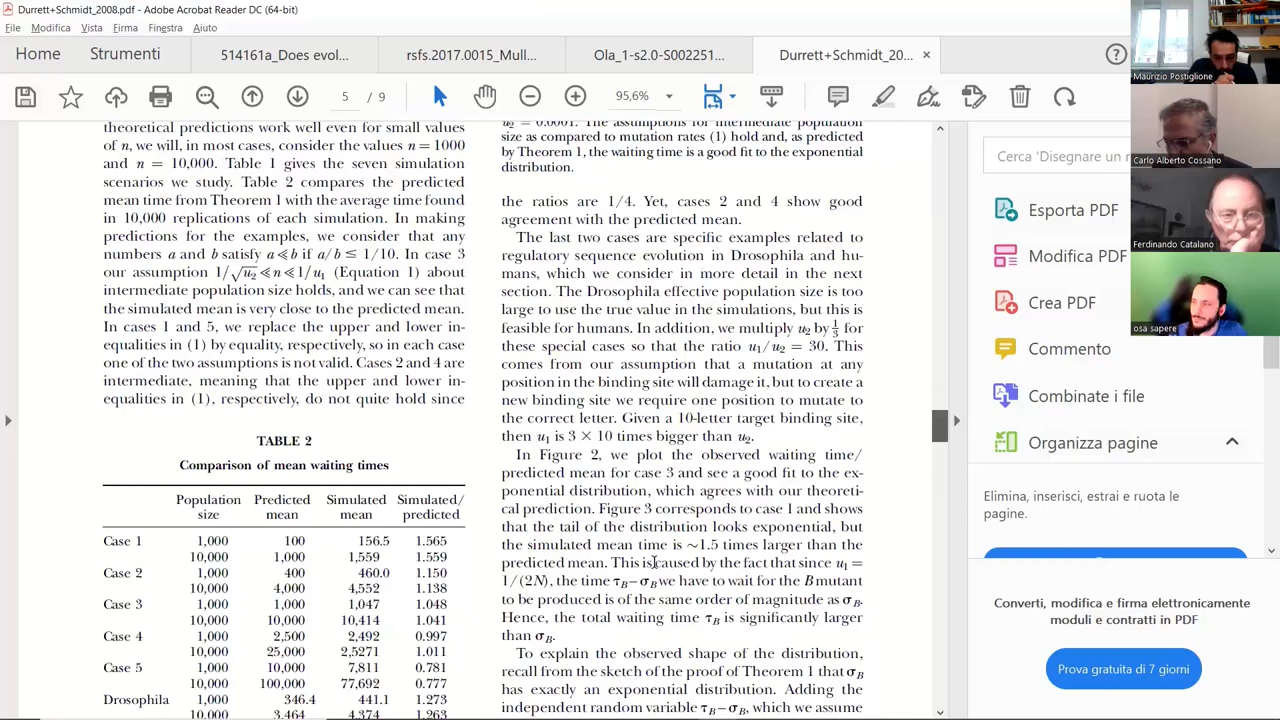 Durrett+Schmidt_2008.pdf - Adobe Acrobat Reader DC (64-bit)
File Modifica Vista Firma Finestra Aiuto
Home Strumenti 514161a_Does evol... rsfs.2017.0015_Mull... Ola_1-s2.0-S002251... Durrett+Schmidt_20... ×
5 / 9 95,6%
theoretical predictions work well even for small values
of n, we will, in most cases, consider the values n = 1000
and n = 10,000. Table 1 gives the seven simulation
scenarios we study. Table 2 compares the predicted
mean time from Theorem 1 with the average time found
in 10,000 replications of each simulation. In making
predictions for the examples, we consider that any
numbers a and b satisfy a ≪ b if a/b ≤ 1/10. In case 3
our assumption 1/√u₂ ≪ n ≪ 1/u₁ (Equation 1) about
intermediate population size holds, and we can see that
the simulated mean is very close to the predicted mean.
In cases 1 and 5, we replace the upper and lower in-
equalities in (1) by equality, respectively, so in each case
one of the two assumptions is not valid. Cases 2 and 4 are
intermediate, meaning that the upper and lower in-
equalities in (1), respectively, do not quite hold since
TABLE 2
Comparison of mean waiting times
Population size Predicted mean Simulated mean Simulated/predicted
Case 1 1,000 100 156.5 1.565
10,000 1,000 1,559 1.559
Case 2 1,000 400 460.0 1.150
10,000 4,000 4,552 1.138
Case 3 1,000 1,000 1,047 1.048
10,000 10,000 10,414 1.041
Case 4 1,000 2,500 2,492 0.997
10,000 25,000 2,5271 1.011
Case 5 1,000 10,000 7,811 0.781
10,000 100,000 77,692 0.777
Drosophila 1,000 346.4 441.1 1.273
10,000 3,464 4,374 1.263
u₂ = 0.0001. The assumptions for intermediate population
size as compared to mutation rates (1) hold and, as predicted
by Theorem 1, the waiting time is a good fit to the exponential
distribution.
the ratios are 1/4. Yet, cases 2 and 4 show good
agreement with the predicted mean.
The last two cases are specific examples related to
regulatory sequence evolution in Drosophila and hu-
mans, which we consider in more detail in the next
section. The Drosophila effective population size is too
large to use the true value in the simulations, but this is
feasible for humans. In addition, we multiply u₂ by ⅓ for
these special cases so that the ratio u₁/u₂ = 30. This
comes from our assumption that a mutation at any
position in the binding site will damage it, but to create a
new binding site we require one position to mutate to
the correct letter. Given a 10-letter target binding site,
then u₁ is 3 × 10 times bigger than u₂.
In Figure 2, we plot the observed waiting time/
predicted mean for case 3 and see a good fit to the ex-
ponential distribution, which agrees with our theoreti-
cal prediction. Figure 3 corresponds to case 1 and shows
that the tail of the distribution looks exponential, but
the simulated mean time is ~1.5 times larger than the
predicted mean. This is caused by the fact that since u₁ =
1/(2N), the time τB−σB we have to wait for the B mutant
to be produced is of the same order of magnitude as σB.
Hence, the total waiting time τB is significantly larger
than σB.
To explain the observed shape of the distribution,
recall from the sketch of the proof of Theorem 1 that σB
has exactly an exponential distribution. Adding the
independent random variable τB−σB, which we assume
Cerca 'Disegnare un r
Esporta PDF
Modifica PDF
Crea PDF
Commento
Combinate i file
Organizza pagine
Elimina, inserisci, estrai e ruota le
pagine.
Converti, modifica e firma elettronicamente
moduli e contratti in PDF
Prova gratuita di 7 giorni
Maurizio Postiglione
Carlo Alberto Cossano
Ferdinando Catalano
osa sapere